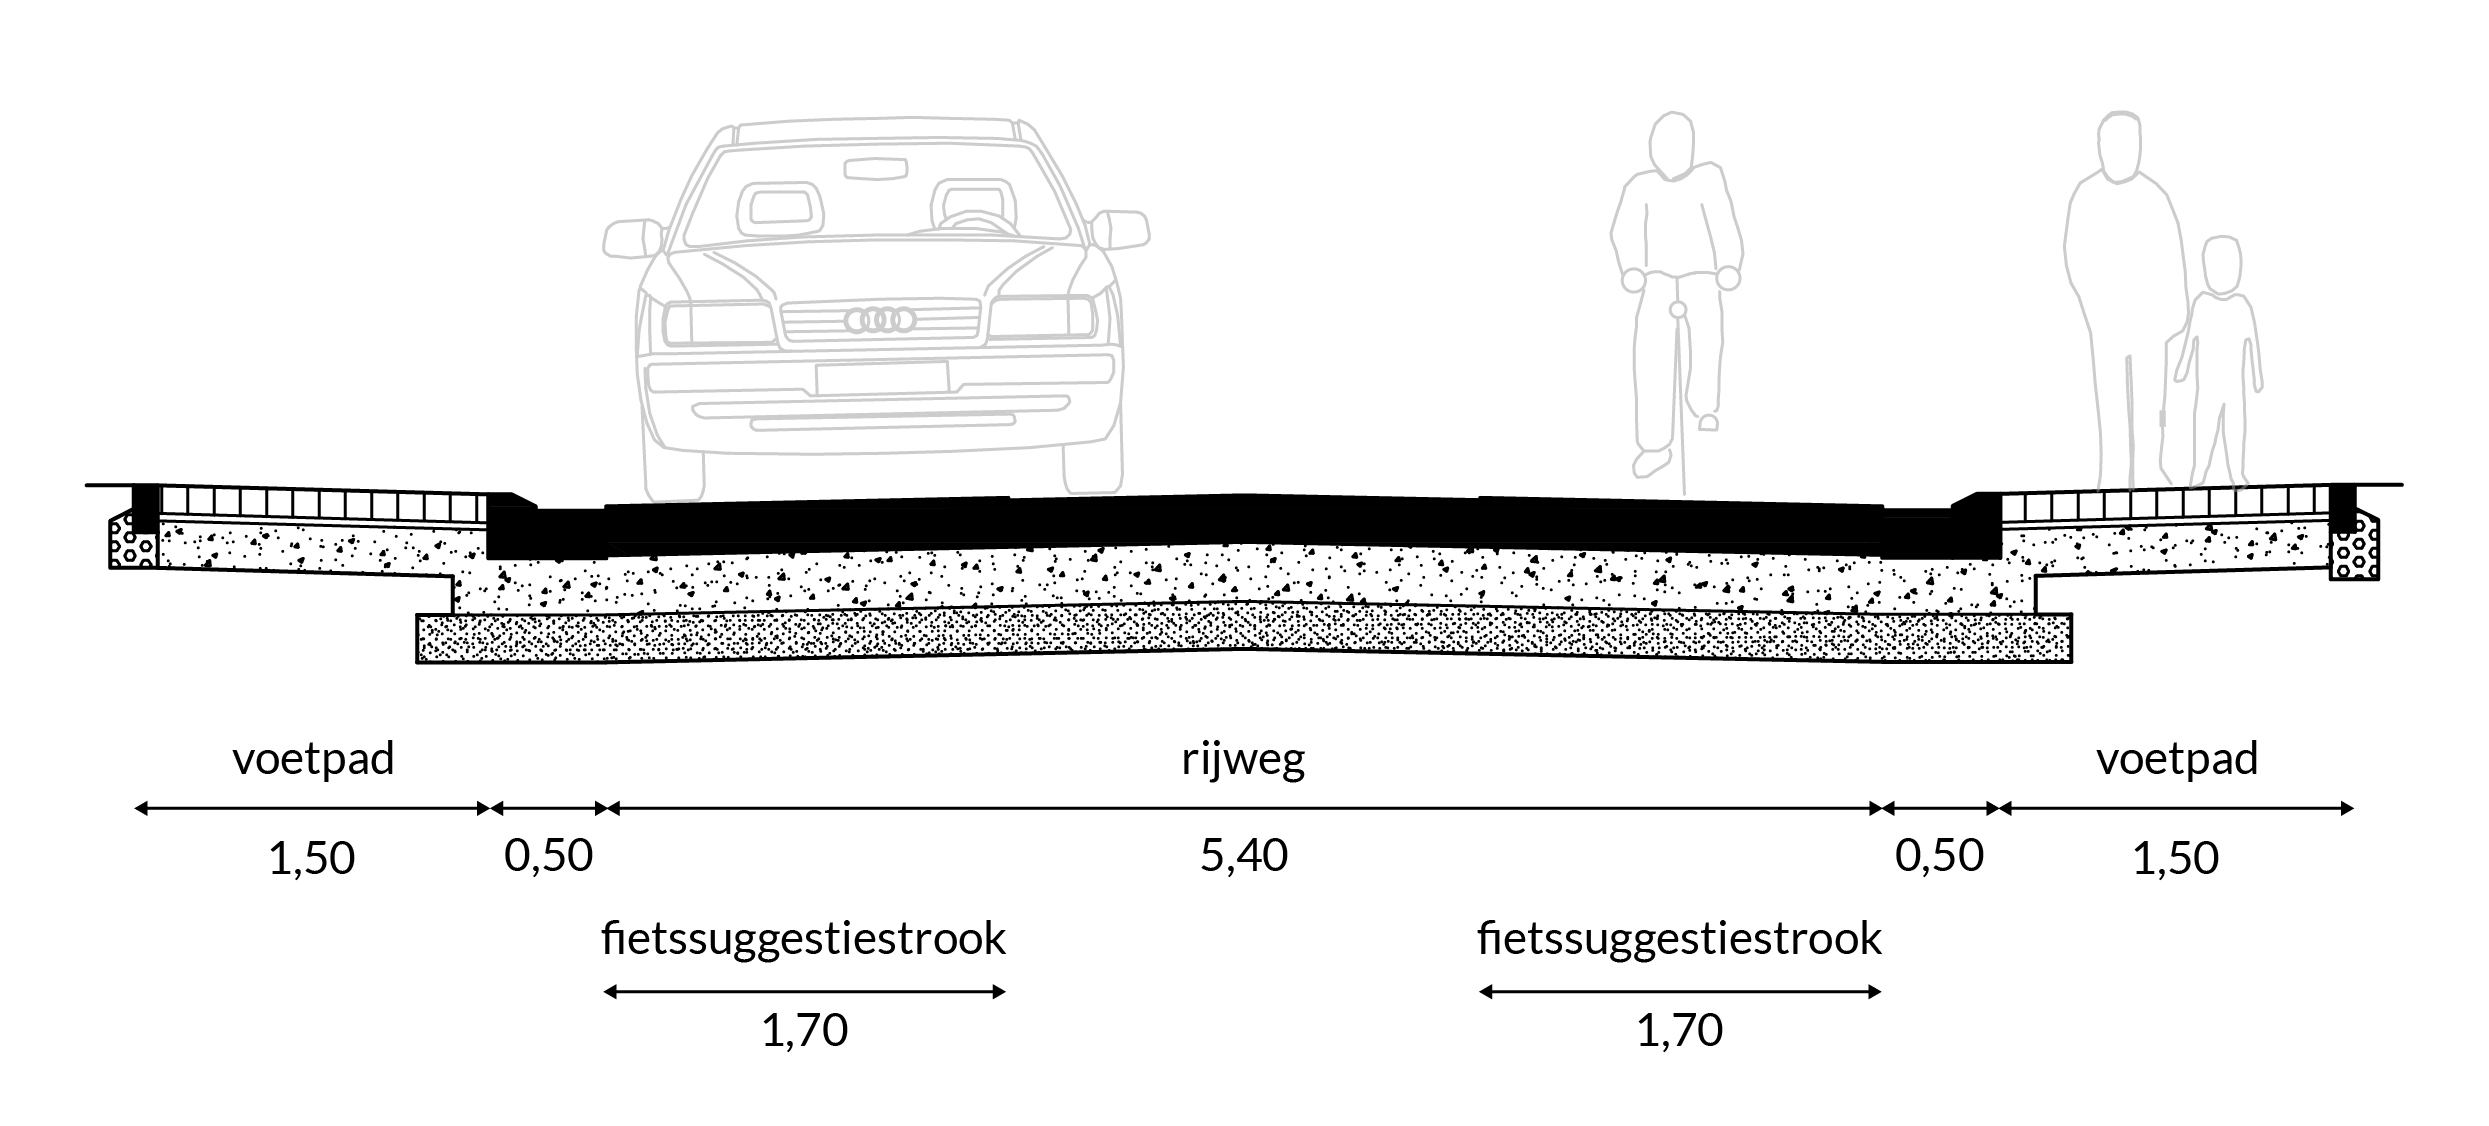 voetpad rijweg voetpad
1,50 0,50 5,40 0,50 1,50
fietssuggestiestrook fietssuggestiestrook
1,70 1,70